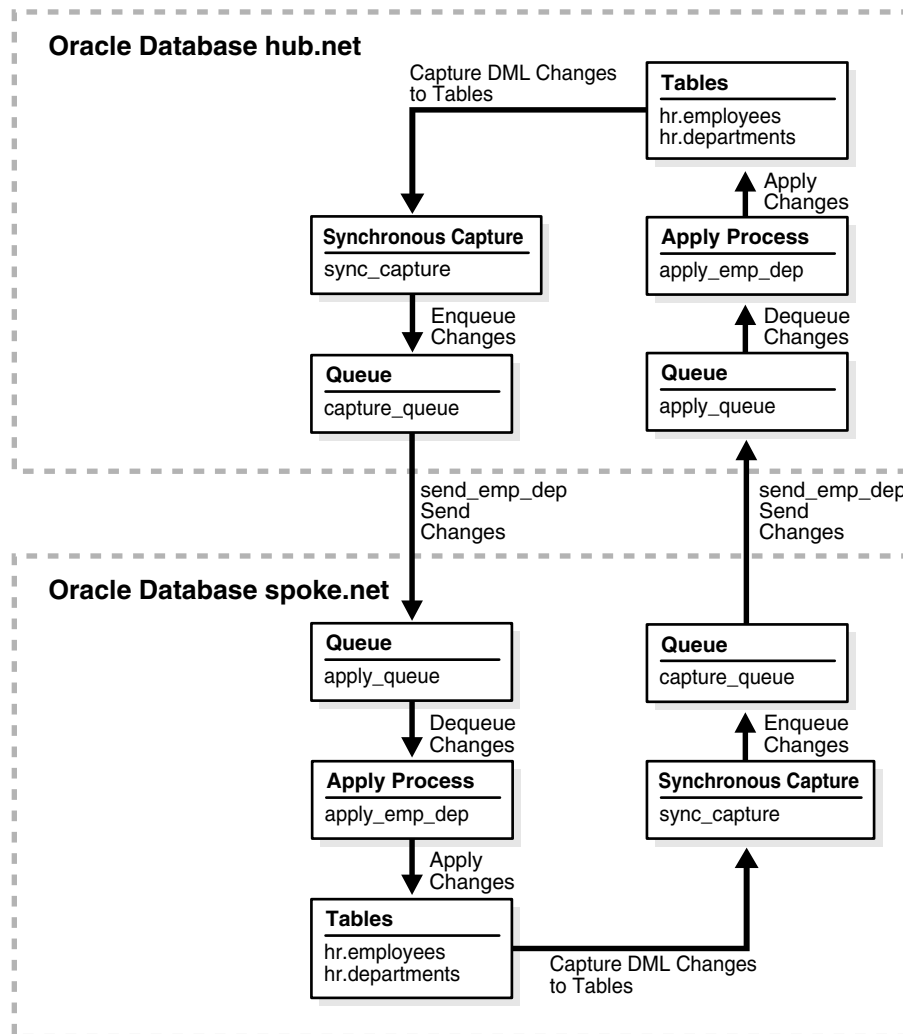 Oracle Database hub.net
Capture DML Changes
to Tables
Tables
hr.employees
hr.departments
Apply
Changes
Synchronous Capture
sync_capture
Apply Process
apply_emp_dep
Enqueue
Changes
Dequeue
Changes
Queue
capture_queue
Queue
apply_queue
send_emp_dep
Send
Changes
send_emp_dep
Send
Changes
Oracle Database spoke.net
Queue
apply_queue
Queue
capture_queue
Dequeue
Changes
Enqueue
Changes
Apply Process
apply_emp_dep
Synchronous Capture
sync_capture
Apply
Changes
Tables
hr.employees
hr.departments
Capture DML Changes
to Tables